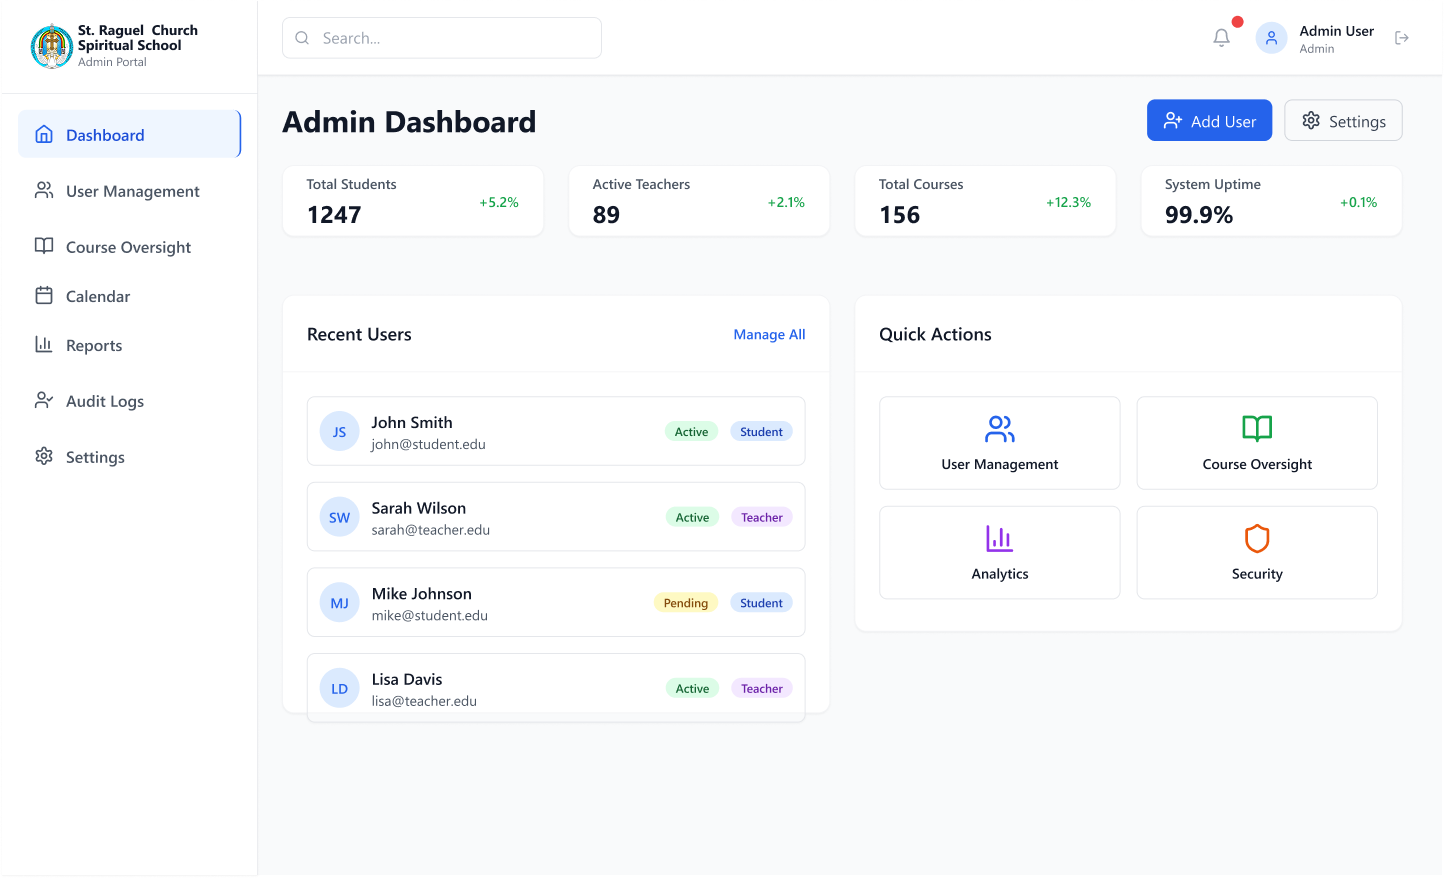 St. Raguel  Church
Spiritual School
Admin Portal
Dashboard
User Management
Course Oversight
Calendar
Reports
Audit Logs
Settings
Search...
Admin User
Admin
Admin Dashboard
Add User
Settings
Total Students
1247
+5.2%
Active Teachers
89
+2.1%
Total Courses
156
+12.3%
System Uptime
99.9%
+0.1%
Recent Users
Manage All
JS
John Smith
john@student.edu
Active
Student
SW
Sarah Wilson
sarah@teacher.edu
Active
Teacher
MJ
Mike Johnson
mike@student.edu
Pending
Student
LD
Lisa Davis
lisa@teacher.edu
Active
Teacher
Quick Actions
User Management
Course Oversight
Analytics
Security